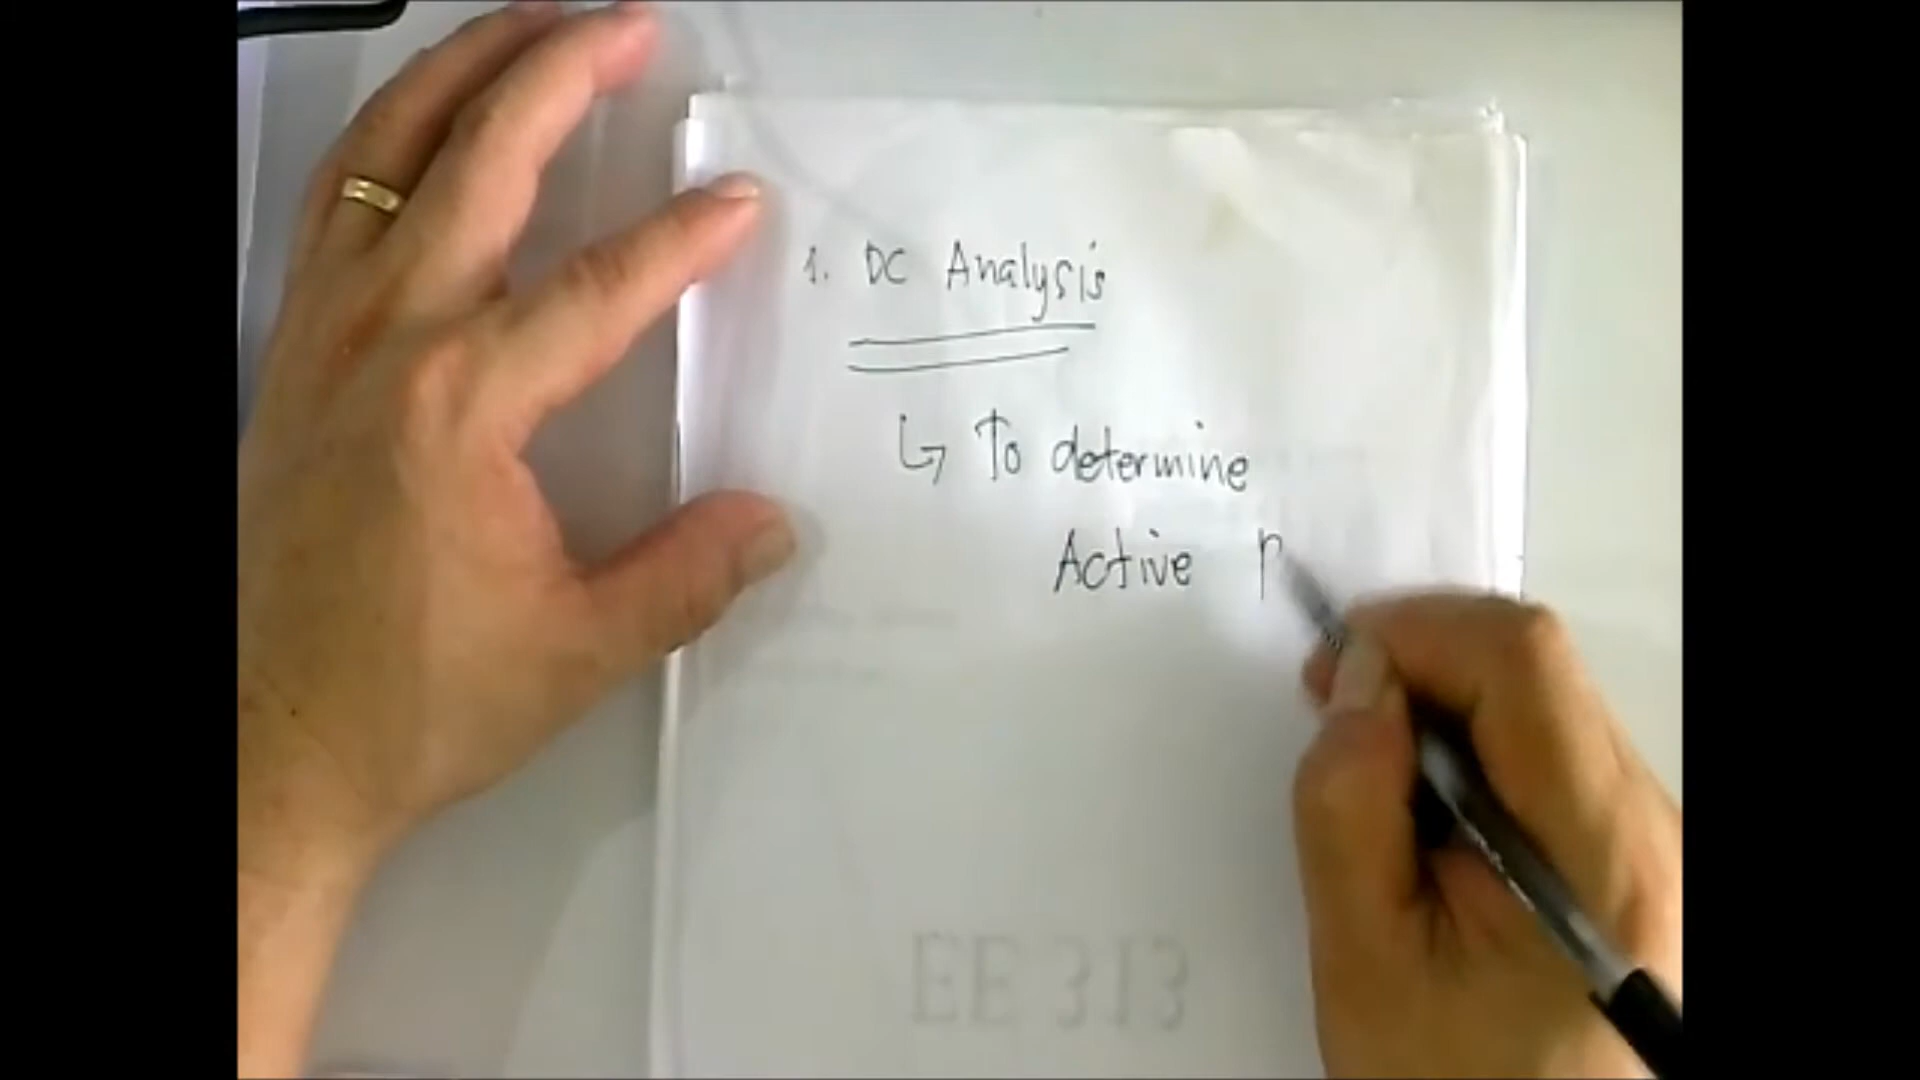 1. DC Analysis
↳ To determine
Active
EE 313